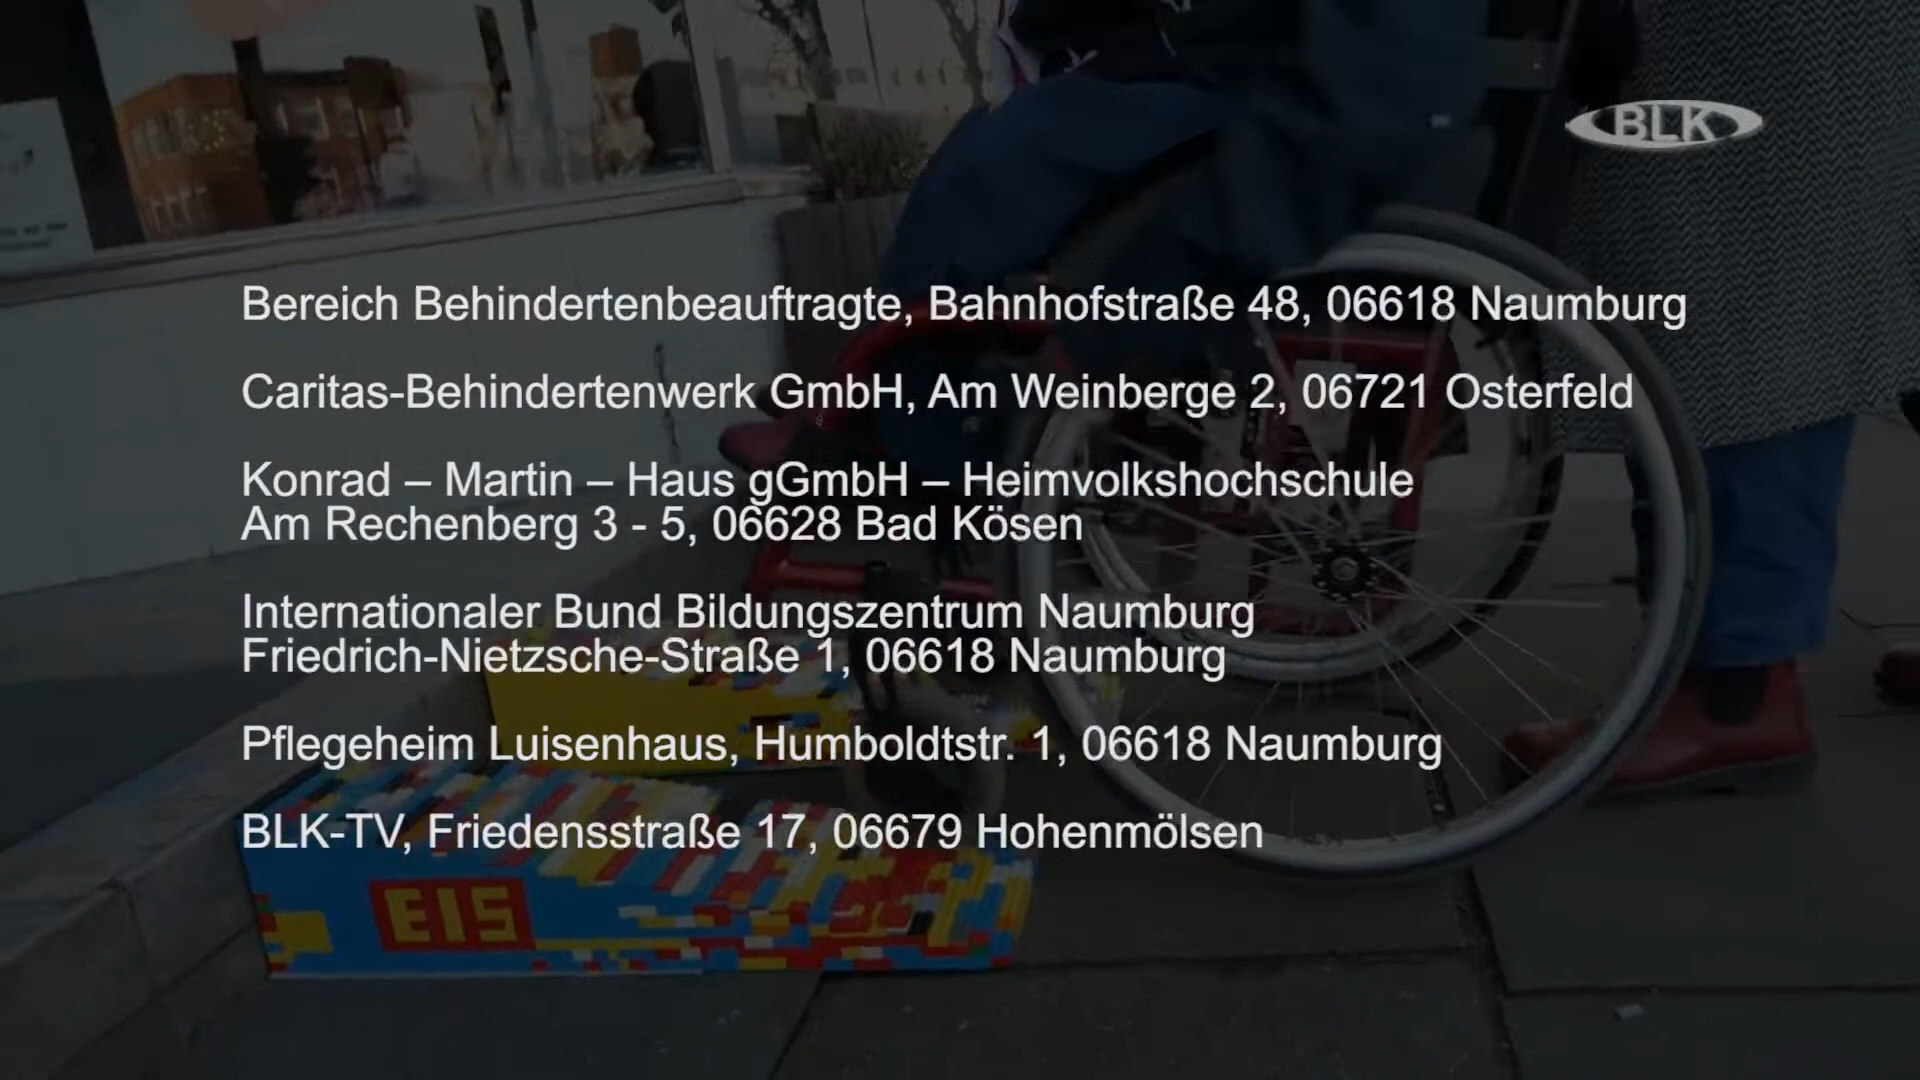 BLK
Bereich Behindertenbeauftragte, Bahnhofstraße 48, 06618 Naumburg
Caritas-Behindertenwerk GmbH, Am Weinberge 2, 06721 Osterfeld
Konrad – Martin – Haus gGmbH – Heimvolkshochschule
Am Rechenberg 3 - 5, 06628 Bad Kösen
Internationaler Bund Bildungszentrum Naumburg
Friedrich-Nietzsche-Straße 1, 06618 Naumburg
Pflegeheim Luisenhaus, Humboldtstr. 1, 06618 Naumburg
BLK-TV, Friedensstraße 17, 06679 Hohenmölsen
EIS